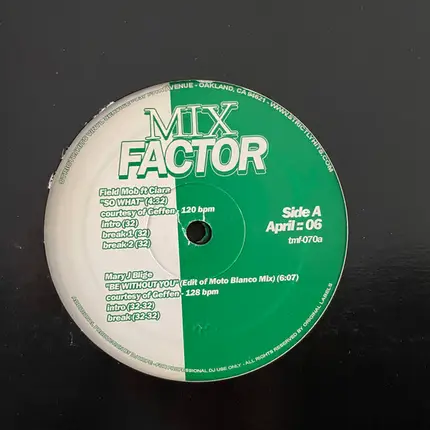 AVENUE - OAKLAND, CA 94621 - WWW.STRICTLYHITS.COM
MIX
FACTOR
Field Mob ft Ciara
"SO WHAT" (4:32)
courtesy of Geffen - 120 bpm
intro (32)
break-1 (32)
break-2 (32)
Side A
April :: 06
tmf-070a
Mary J Blige
"BE WITHOUT YOU" (Edit of Moto Blanco Mix) (6:07)
courtesy of Geffen - 128 bpm
intro (32-32)
break (32-32)
PROFESSIONAL DJ USE ONLY - ALL RIGHTS RESERVED BY ORIGINAL LABELS